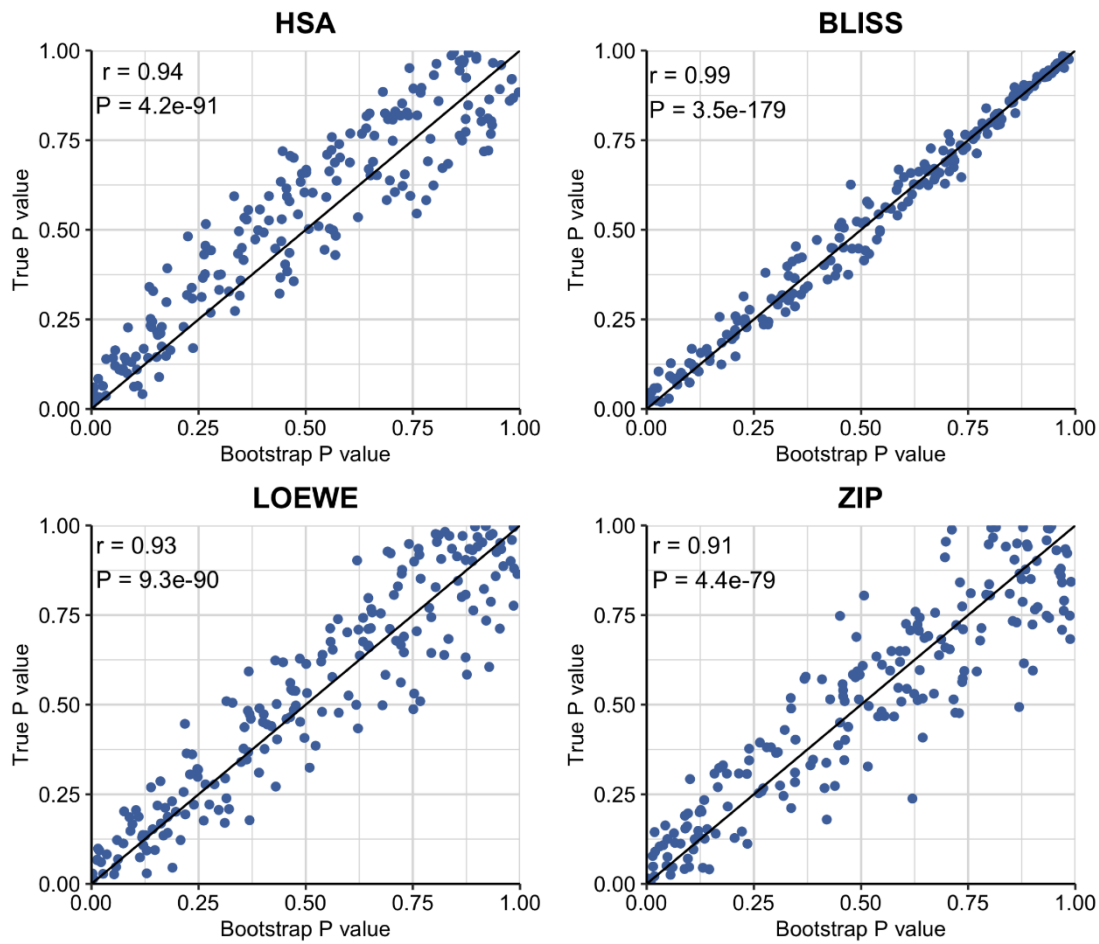 HSA
r = 0.94
P = 4.2e-91
1.00
0.75
0.50
0.25
0.00
True P value
0.00 0.25 0.50 0.75 1.00
Bootstrap P value
BLISS
r = 0.99
P = 3.5e-179
1.00
0.75
0.50
0.25
0.00
True P value
0.00 0.25 0.50 0.75 1.00
Bootstrap P value
LOEWE
r = 0.93
P = 9.3e-90
1.00
0.75
0.50
0.25
0.00
True P value
0.00 0.25 0.50 0.75 1.00
Bootstrap P value
ZIP
r = 0.91
P = 4.4e-79
1.00
0.75
0.50
0.25
0.00
True P value
0.00 0.25 0.50 0.75 1.00
Bootstrap P value